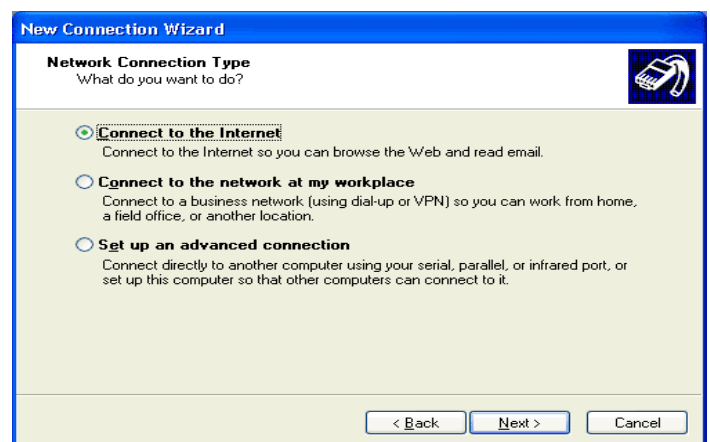 New Connection Wizard
Network Connection Type
What do you want to do?
Connect to the Internet
Connect to the Internet so you can browse the Web and read email.
Connect to the network at my workplace
Connect to a business network (using dial-up or VPN) so you can work from home,
a field office, or another location.
Set up an advanced connection
Connect directly to another computer using your serial, parallel, or infrared port, or
set up this computer so that other computers can connect to it.
< Back Next > Cancel